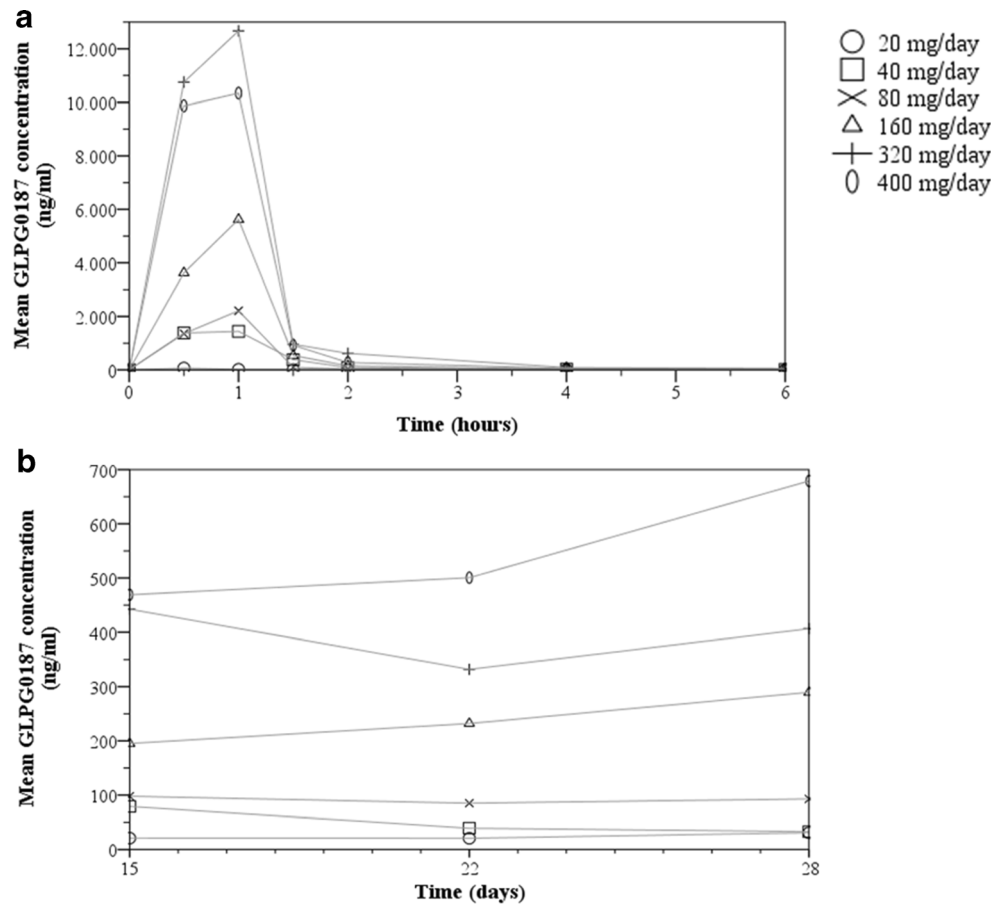 a
Mean GLPG0187 concentration
(ng/ml)
12.000
10.000
8.000
6.000
4.000
2.000
0
0 1 2 3 4 5 6
Time (hours)
20 mg/day
40 mg/day
80 mg/day
160 mg/day
320 mg/day
400 mg/day
b
Mean GLPG0187 concentration
(ng/ml)
700
600
500
400
300
200
100
0
15 22 28
Time (days)